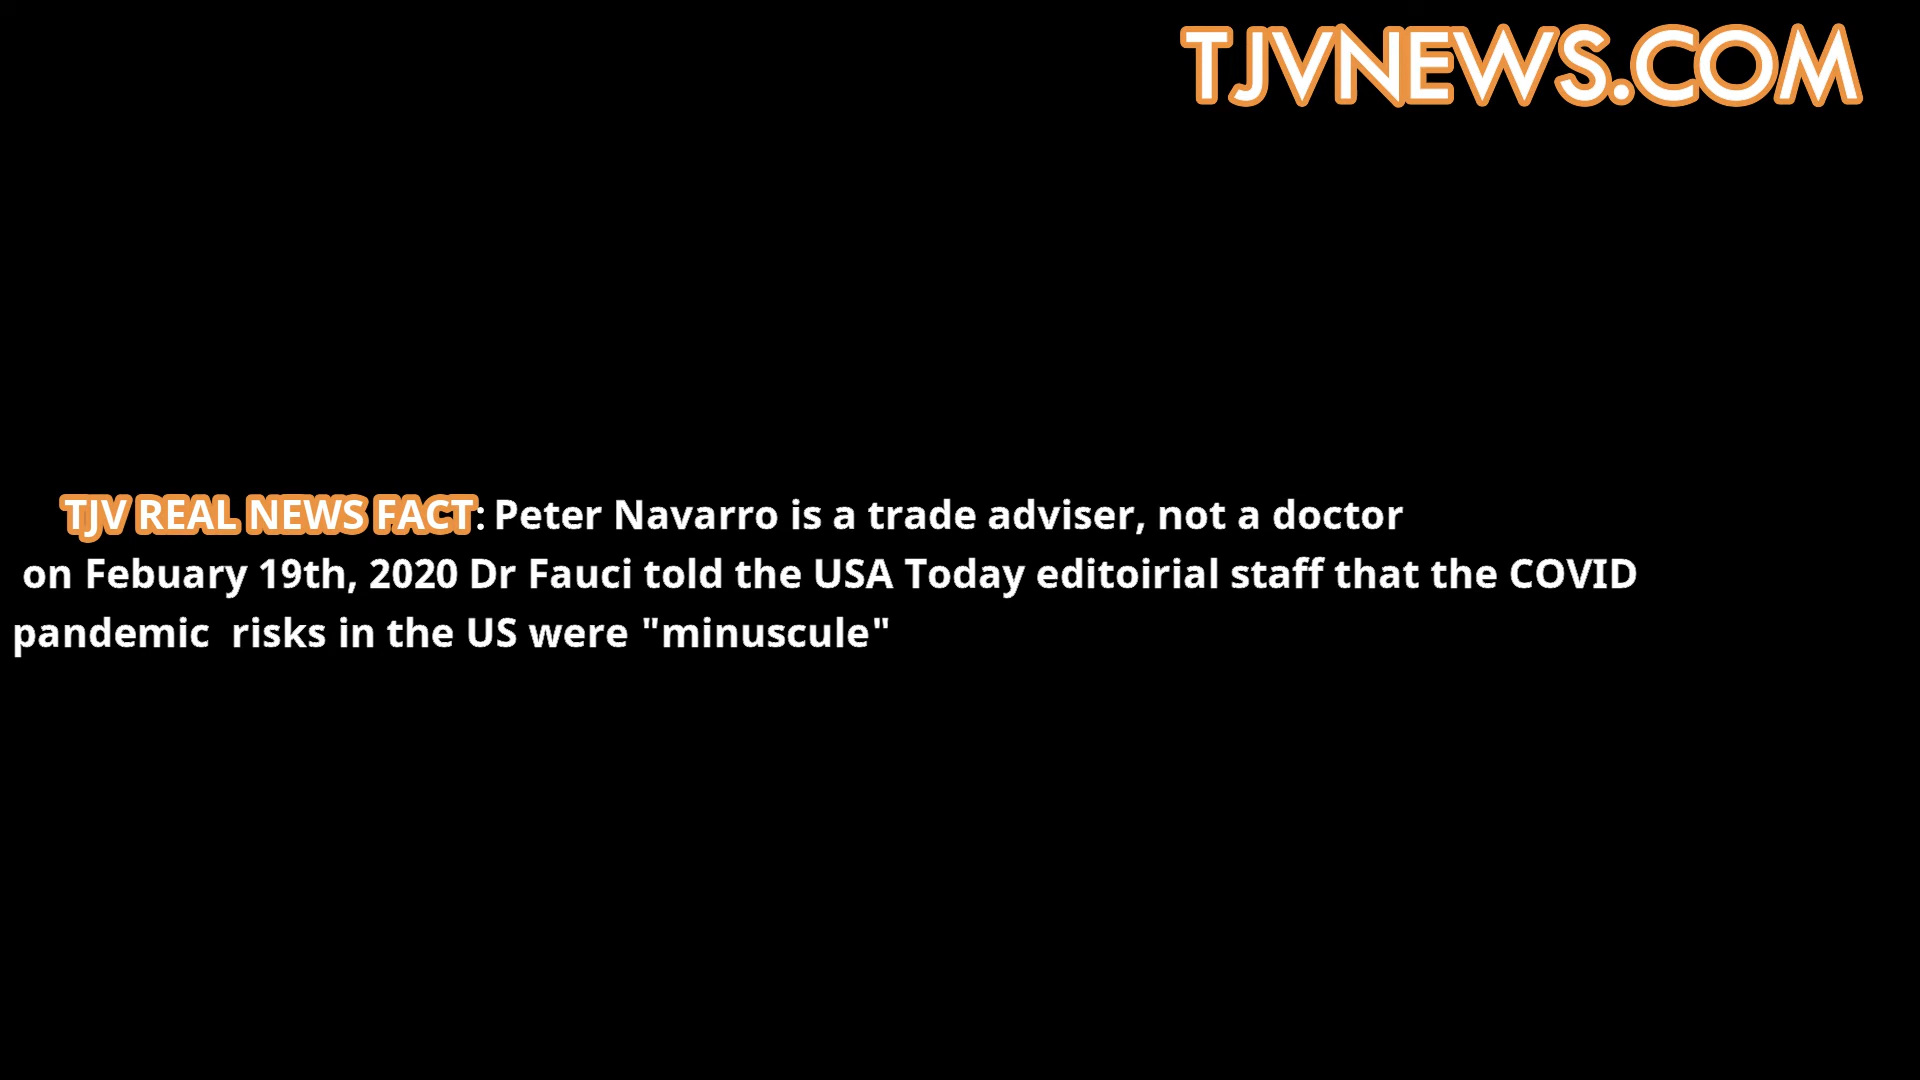 TJVNEWS.COM
TJV REAL NEWS FACT: Peter Navarro is a trade adviser, not a doctor
on Febuary 19th, 2020 Dr Fauci told the USA Today editoirial staff that the COVID
pandemic  risks in the US were "minuscule"